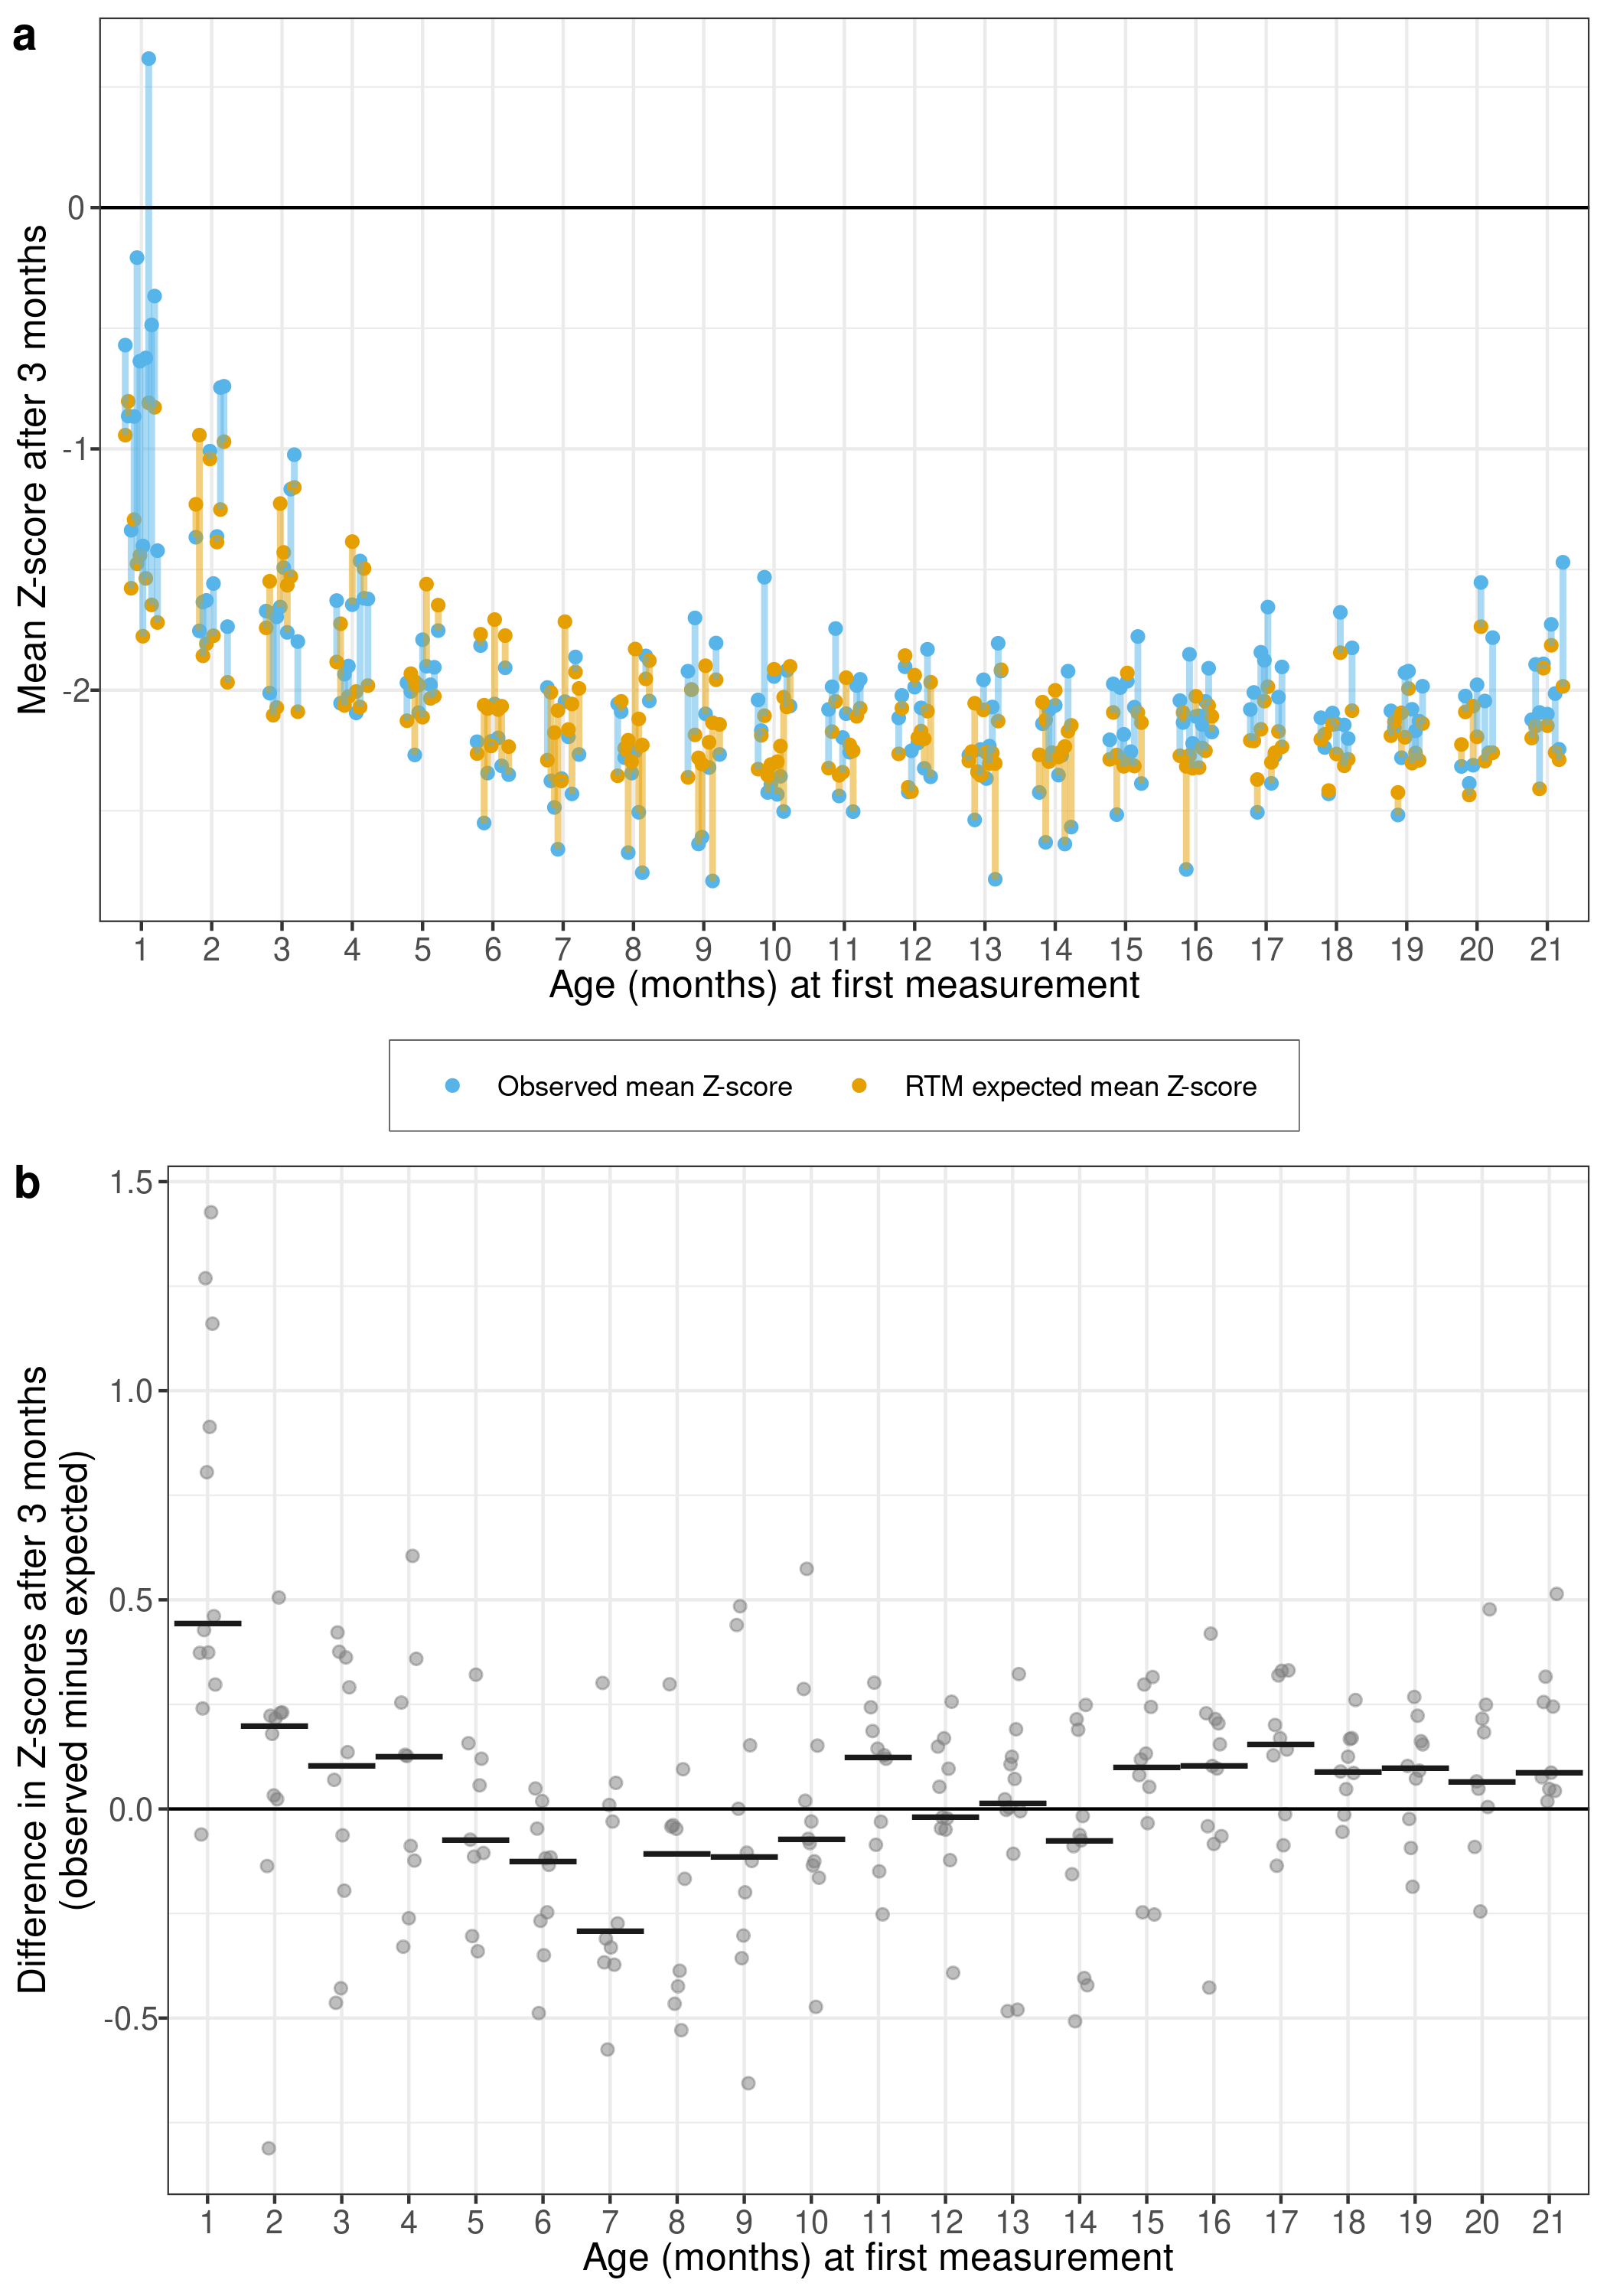 a
Mean Z-score after 3 months
0
-1
-2
1 2 3 4 5 6 7 8 9 10 11 12 13 14 15 16 17 18 19 20 21
Age (months) at first measurement
Observed mean Z-score RTM expected mean Z-score
b
Difference in Z-scores after 3 months
(observed minus expected)
1.5
1.0
0.5
0.0
-0.5
1 2 3 4 5 6 7 8 9 10 11 12 13 14 15 16 17 18 19 20 21
Age (months) at first measurement